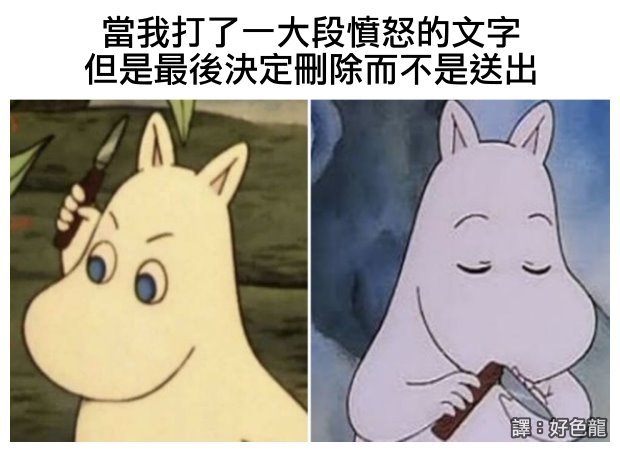 當我打了一大段憤怒的文字
但是最後決定刪除而不是送出
譯：好色龍